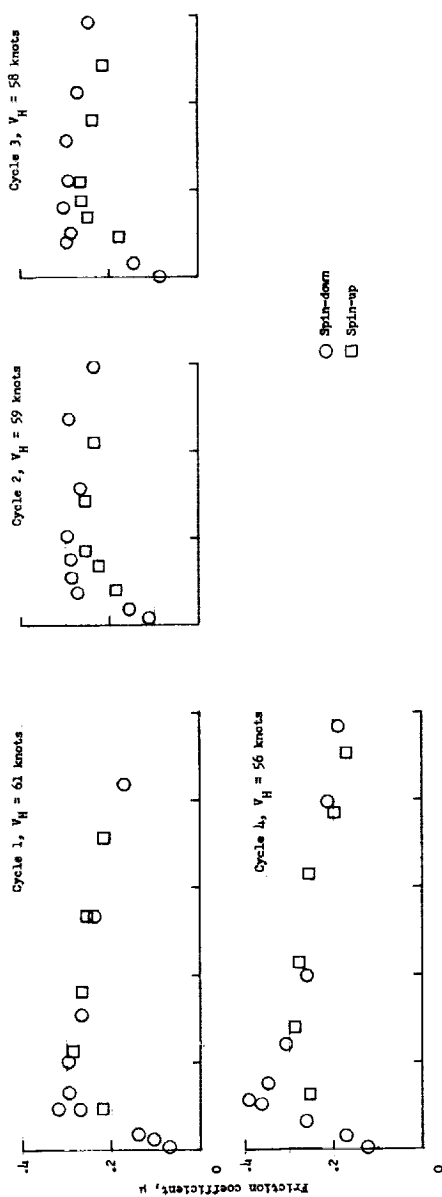 Cycle 1, V_H = 61 knots
Cycle 2, V_H = 59 knots
Cycle 3, V_H = 58 knots
.4
.2
0
Cycle 4, V_H = 56 knots
.4
.2
0
Friction coefficient, μ
Spin-down
Spin-up